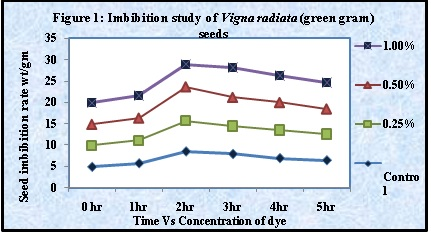 Figure 1: Imbibition study of Vigna radiata (green gram)
seeds
Seed imbibition rate wt/gm
35
30
25
20
15
10
5
0
0 hr
1hr
2hr
3hr
4hr
5hr
Time Vs Concentration of dye
1.00%
0.50%
0.25%
Contro
l